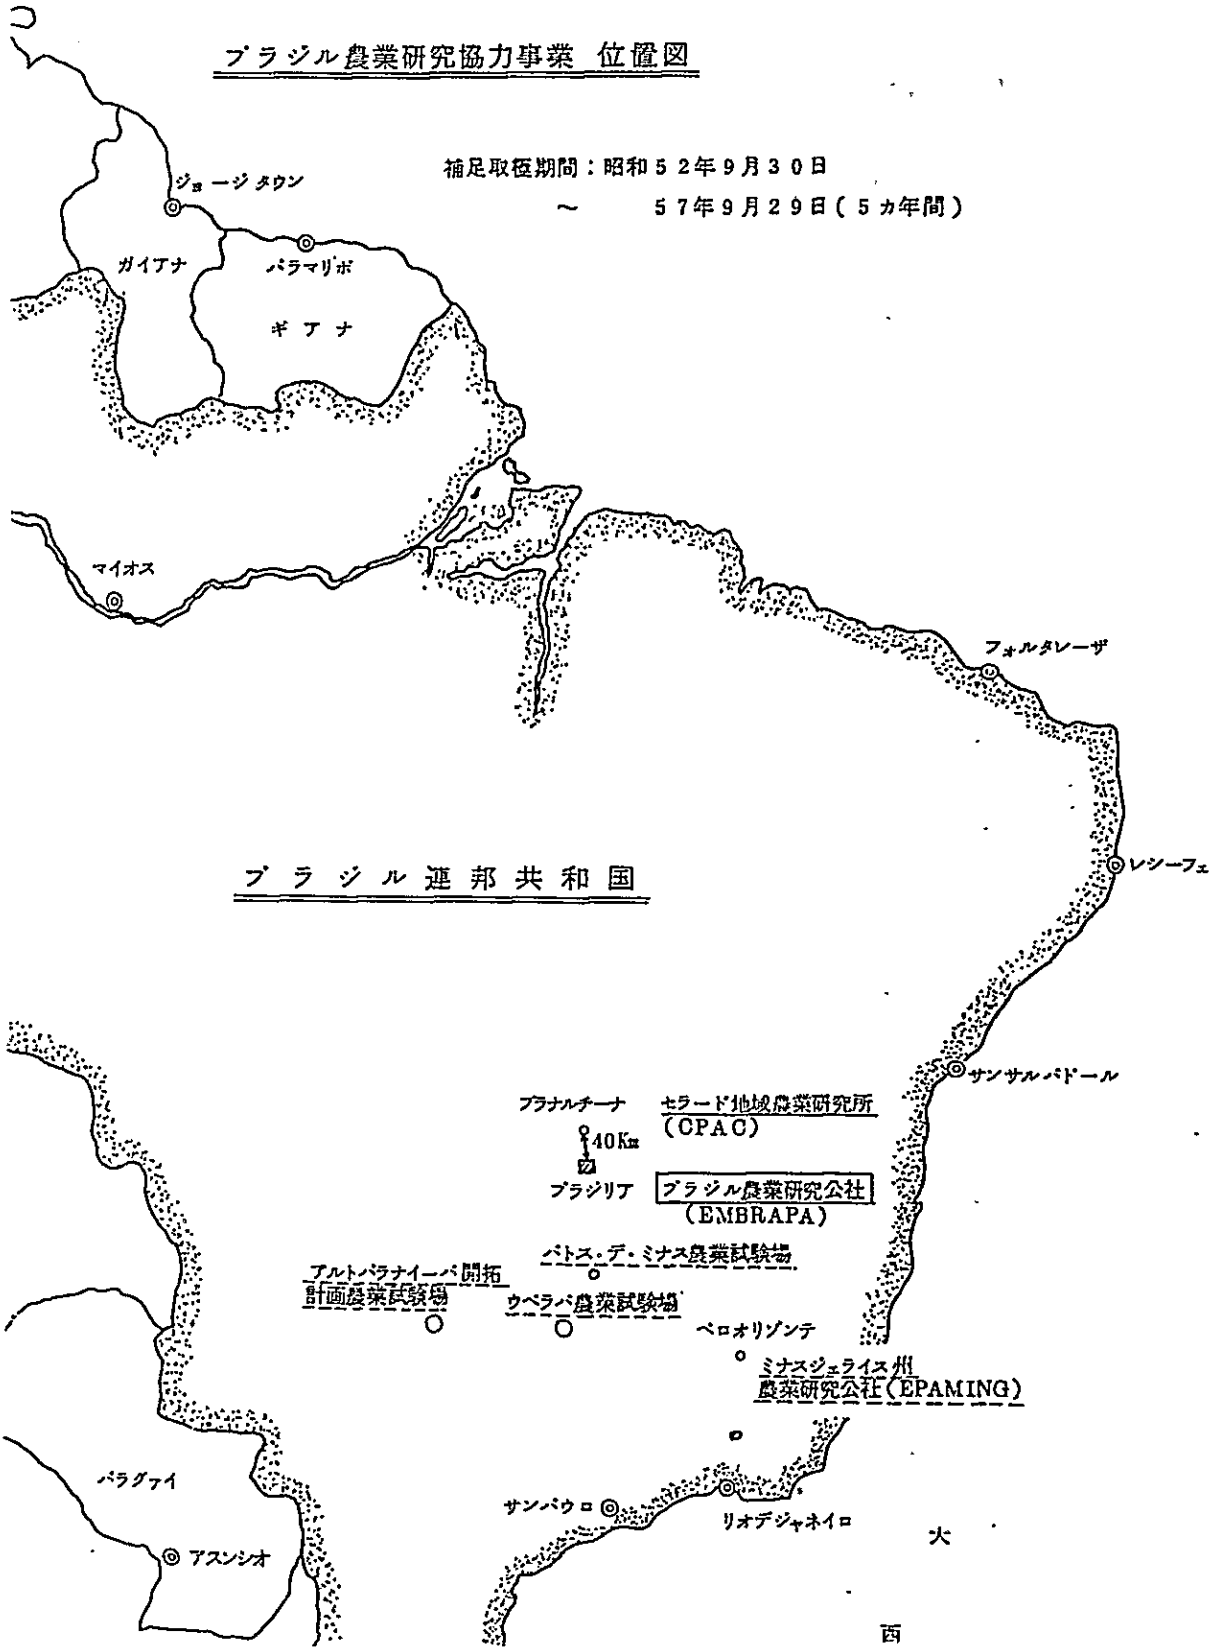 ブラジル農業研究協力事業 位置図
補足取極期間：昭和52年9月30日
～ 57年9月29日（5カ年間）
ジョージタウン
ガイアナ
パラマリボ
ギアナ
マイオス
フォルタレーザ
ブラジル連邦共和国
レシーフェ
サンサルバドール
プラナルチーナ
セラード地域農業研究所
(CPAC)
40Km
ブラジリア
ブラジル農業研究公社
(EMBRAPA)
パトス・デ・ミナス農業試験場
アルトパラナイーバ開拓
計画農業試験場
ウベラバ農業試験場
ベロオリゾンテ
ミナスジェライス州
農業研究公社(EPAMING)
パラグァイ
サンパウロ
リオデジャネイロ
アスンシオ
大
西